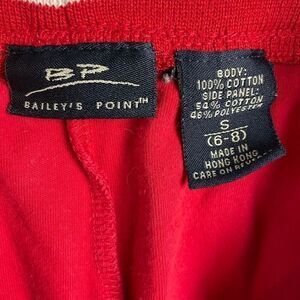 BP
BAILEY'S POINT™
BODY:
100% COTTON
SIDE PANEL:
54% COTTON
46% POLYESTER
S
(6-8)
MADE IN
HONG KONG
CARE ON REVERSE